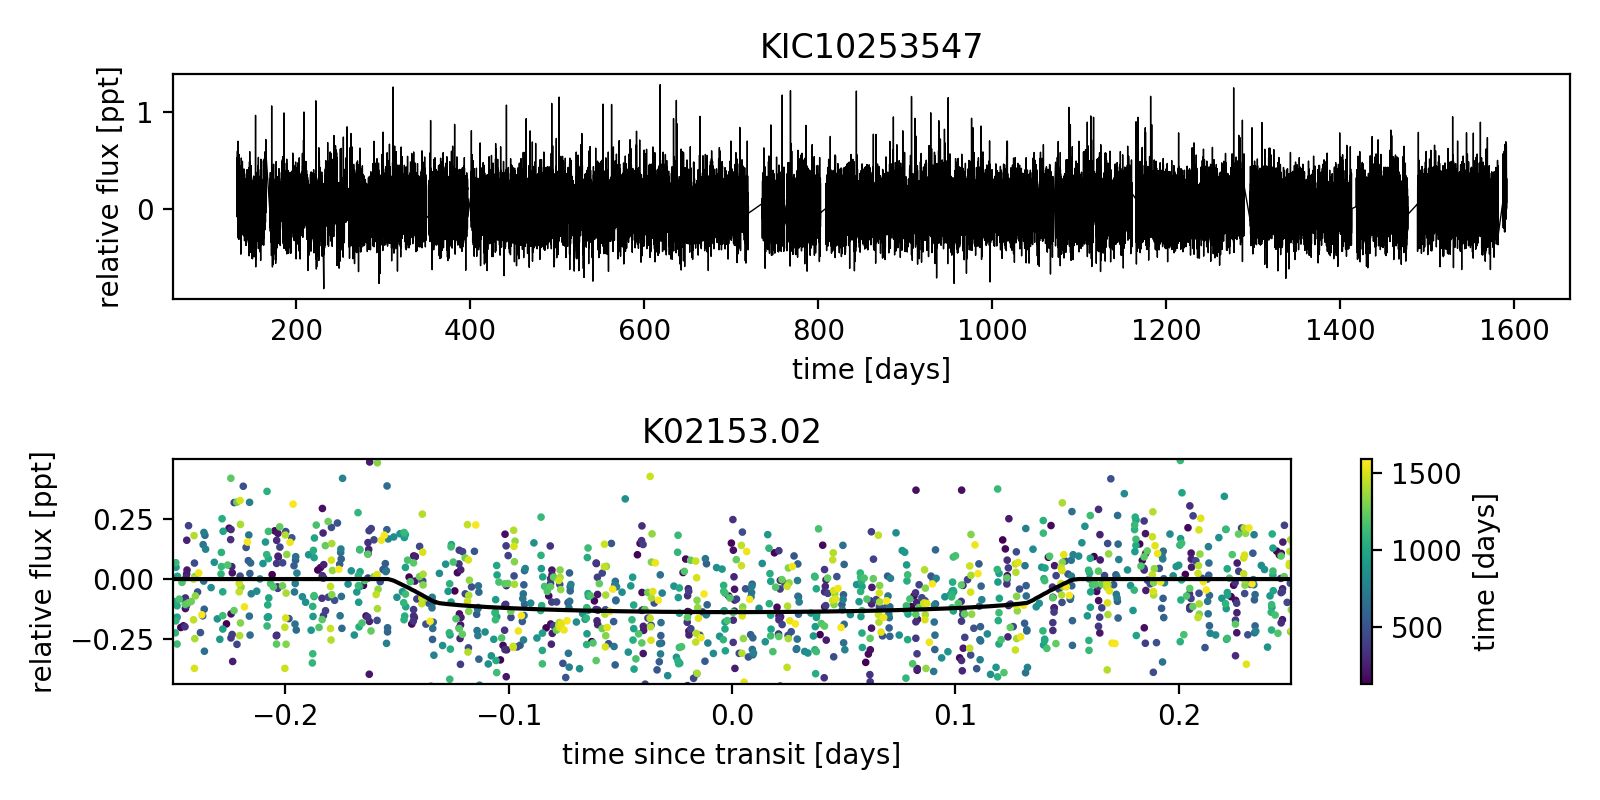 KIC10253547
relative flux [ppt]
1
0
200 400 600 800 1000 1200 1400 1600
time [days]
K02153.02
relative flux [ppt]
0.25
0.00
−0.25
−0.2 −0.1 0.0 0.1 0.2
time since transit [days]
1500
1000
500
time [days]